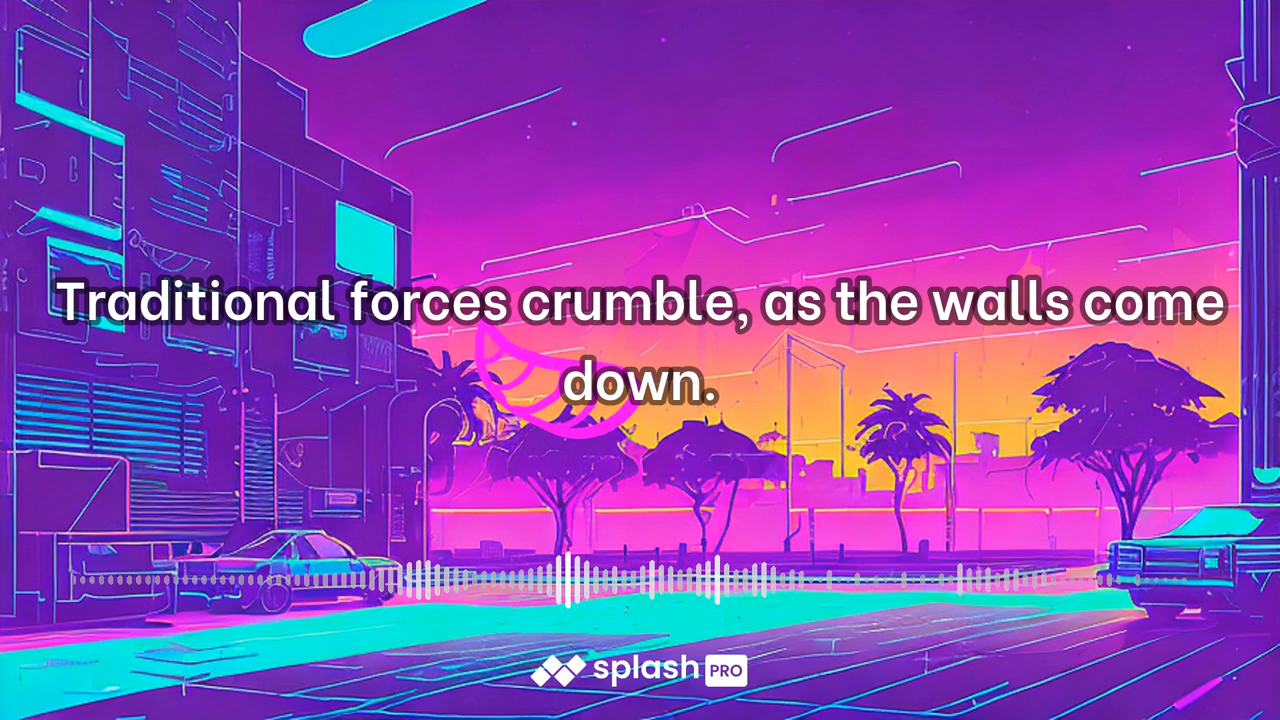 Traditional forces crumble, as the walls come
down.
splash PRO